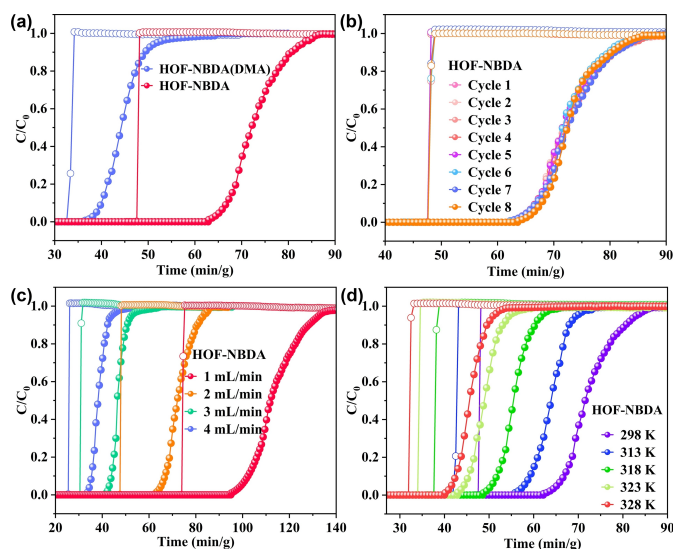 (a)
1.0
0.8
0.6
0.4
0.2
0.0
C/C0
HOF-NBDA(DMA)
HOF-NBDA
30 40 50 60 70 80 90
Time (min/g)
(b)
1.0
0.8
0.6
0.4
0.2
0.0
C/C0
HOF-NBDA
Cycle 1
Cycle 2
Cycle 3
Cycle 4
Cycle 5
Cycle 6
Cycle 7
Cycle 8
40 50 60 70 80 90
Time (min/g)
(c)
1.0
0.8
0.6
0.4
0.2
0.0
C/C0
HOF-NBDA
1 mL/min
2 mL/min
3 mL/min
4 mL/min
20 40 60 80 100 120 140
Time (min/g)
(d)
1.0
0.8
0.6
0.4
0.2
0.0
C/C0
HOF-NBDA
298 K
313 K
318 K
323 K
328 K
30 40 50 60 70 80 90
Time (min/g)